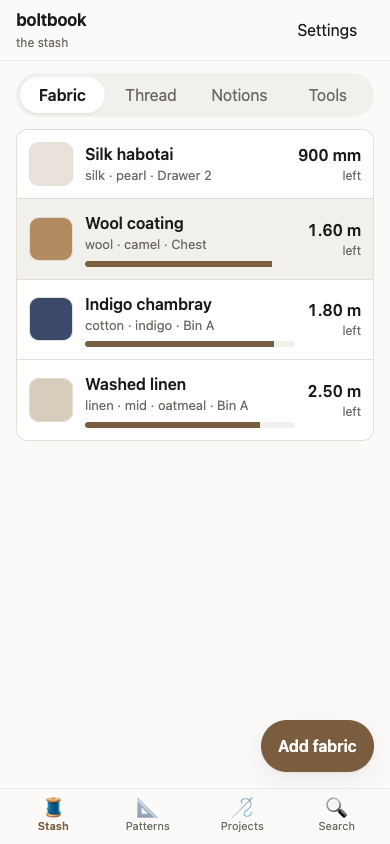 boltbook
the stash
Settings
Fabric
Thread
Notions
Tools
Silk habotai
silk · pearl · Drawer 2
900 mm
left
Wool coating
wool · camel · Chest
1.60 m
left
Indigo chambray
cotton · indigo · Bin A
1.80 m
left
Washed linen
linen · mid · oatmeal · Bin A
2.50 m
left
Add fabric
Stash
Patterns
Projects
Search